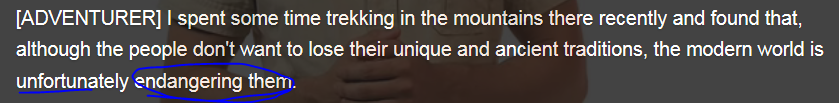 [ADVENTURER] I spent some time trekking in the mountains there recently and found that,
although the people don't want to lose their unique and ancient traditions, the modern world is
unfortunately endangering them.